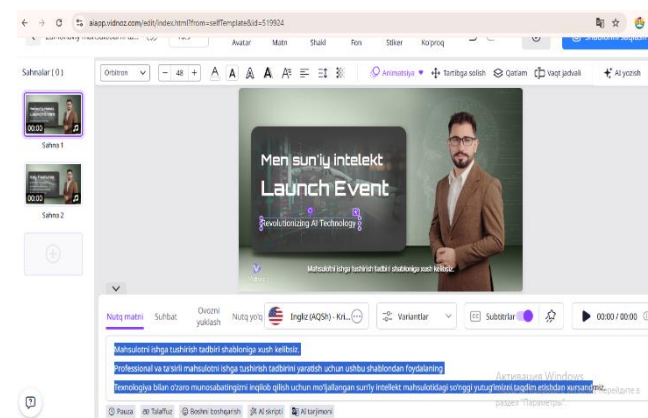 aiapp.vidnoz.com/edit/index.html?from=selfTemplate&id=519924
Avatar Matn Shakl Fon Stiker Ko'proq
Sahnalar ( 0 )
Orbitron - 48 + Animatsiya Tartibga solish Qatlam Vaqt jadvali AI yozish
00:00
Sahna 1
00:00
Sahna 2
Men sun'iy intelekt
Launch Event
Revolutionizing AI Technology
Mahsulotni ishga tushirish tadbiri shabloniga xush kelibsiz.
Nutq matni Suhbat Ovozni yuklash Nutq yo'q Ingliz (AQSh) - Kri... Variantlar Subtitrlar 00:00 / 00:00
Mahsulotni ishga tushirish tadbiri shabloniga xush kelibsiz.
Professional va ta'sirli mahsulotni ishga tushirish tadbirini yaratish uchun ushbu shablondan foydalaning
Texnologiya bilan o'zaro munosabatingizni inqilob qilish uchun mo'ljallangan sun'iy intellekt mahsulotidagi so'nggi yutug'imizni taqdim etishdan xursandmiz.
Активация Windows
раздел "Параметры".
Pauza Talaffuz Boshni boshqarish AI skripti AI tarjimoni